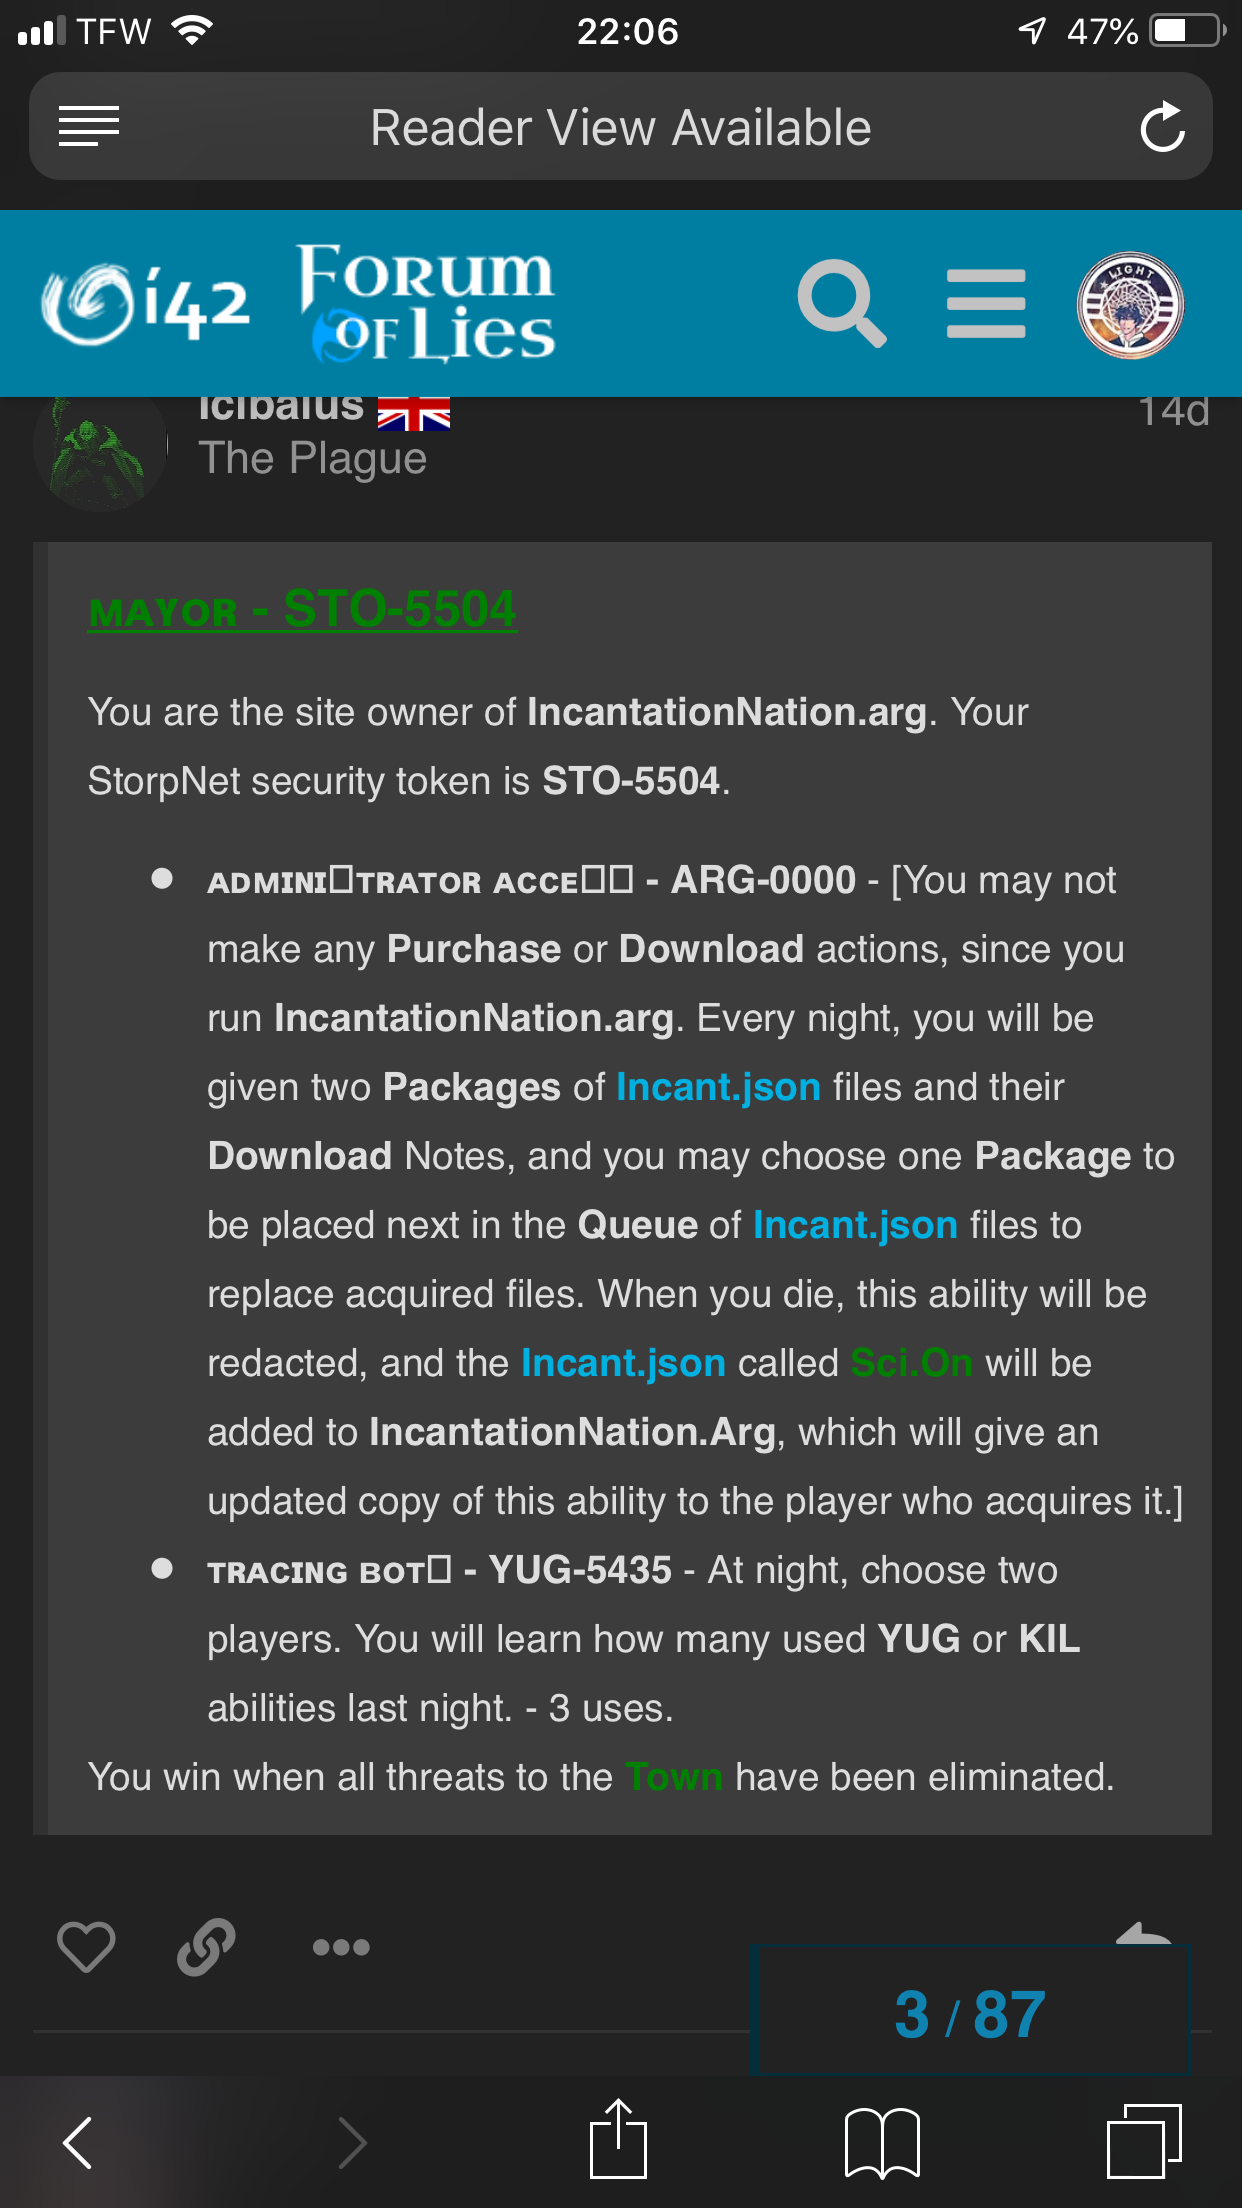 TFW 22:06 47%
Reader View Available
í42 FORUM OF LIES
LIGHT
Icibalus 14d
The Plague
ᴍᴀʏᴏʀ - STO-5504
You are the site owner of IncantationNation.arg. Your
StorpNet security token is STO-5504.
● ᴀᴅᴍɪɴɪ□ᴛʀᴀᴛᴏʀ ᴀᴄᴄᴇ□□ - ARG-0000 - [You may not
make any Purchase or Download actions, since you
run IncantationNation.arg. Every night, you will be
given two Packages of Incant.json files and their
Download Notes, and you may choose one Package to
be placed next in the Queue of Incant.json files to
replace acquired files. When you die, this ability will be
redacted, and the Incant.json called Sci.On will be
added to IncantationNation.Arg, which will give an
updated copy of this ability to the player who acquires it.]
● ᴛʀᴀᴄɪɴɢ ʙᴏᴛ□ - YUG-5435 - At night, choose two
players. You will learn how many used YUG or KIL
abilities last night. - 3 uses.
You win when all threats to the Town have been eliminated.
3 / 87